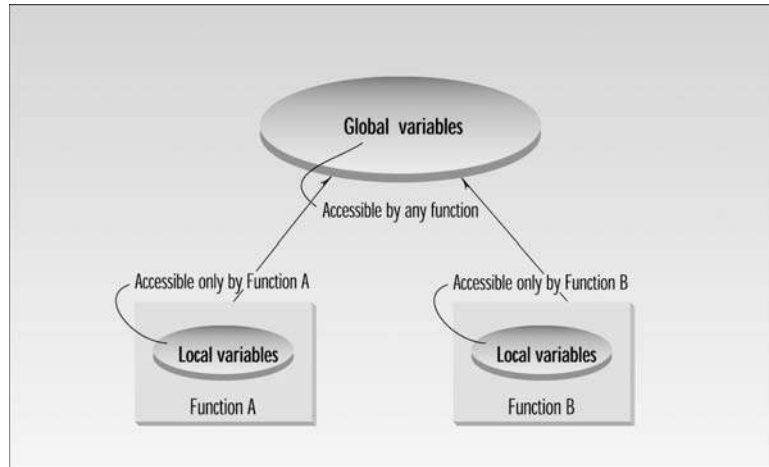 Global variables
Accessible by any function
Accessible only by Function A
Accessible only by Function B
Local variables
Local variables
Function A
Function B